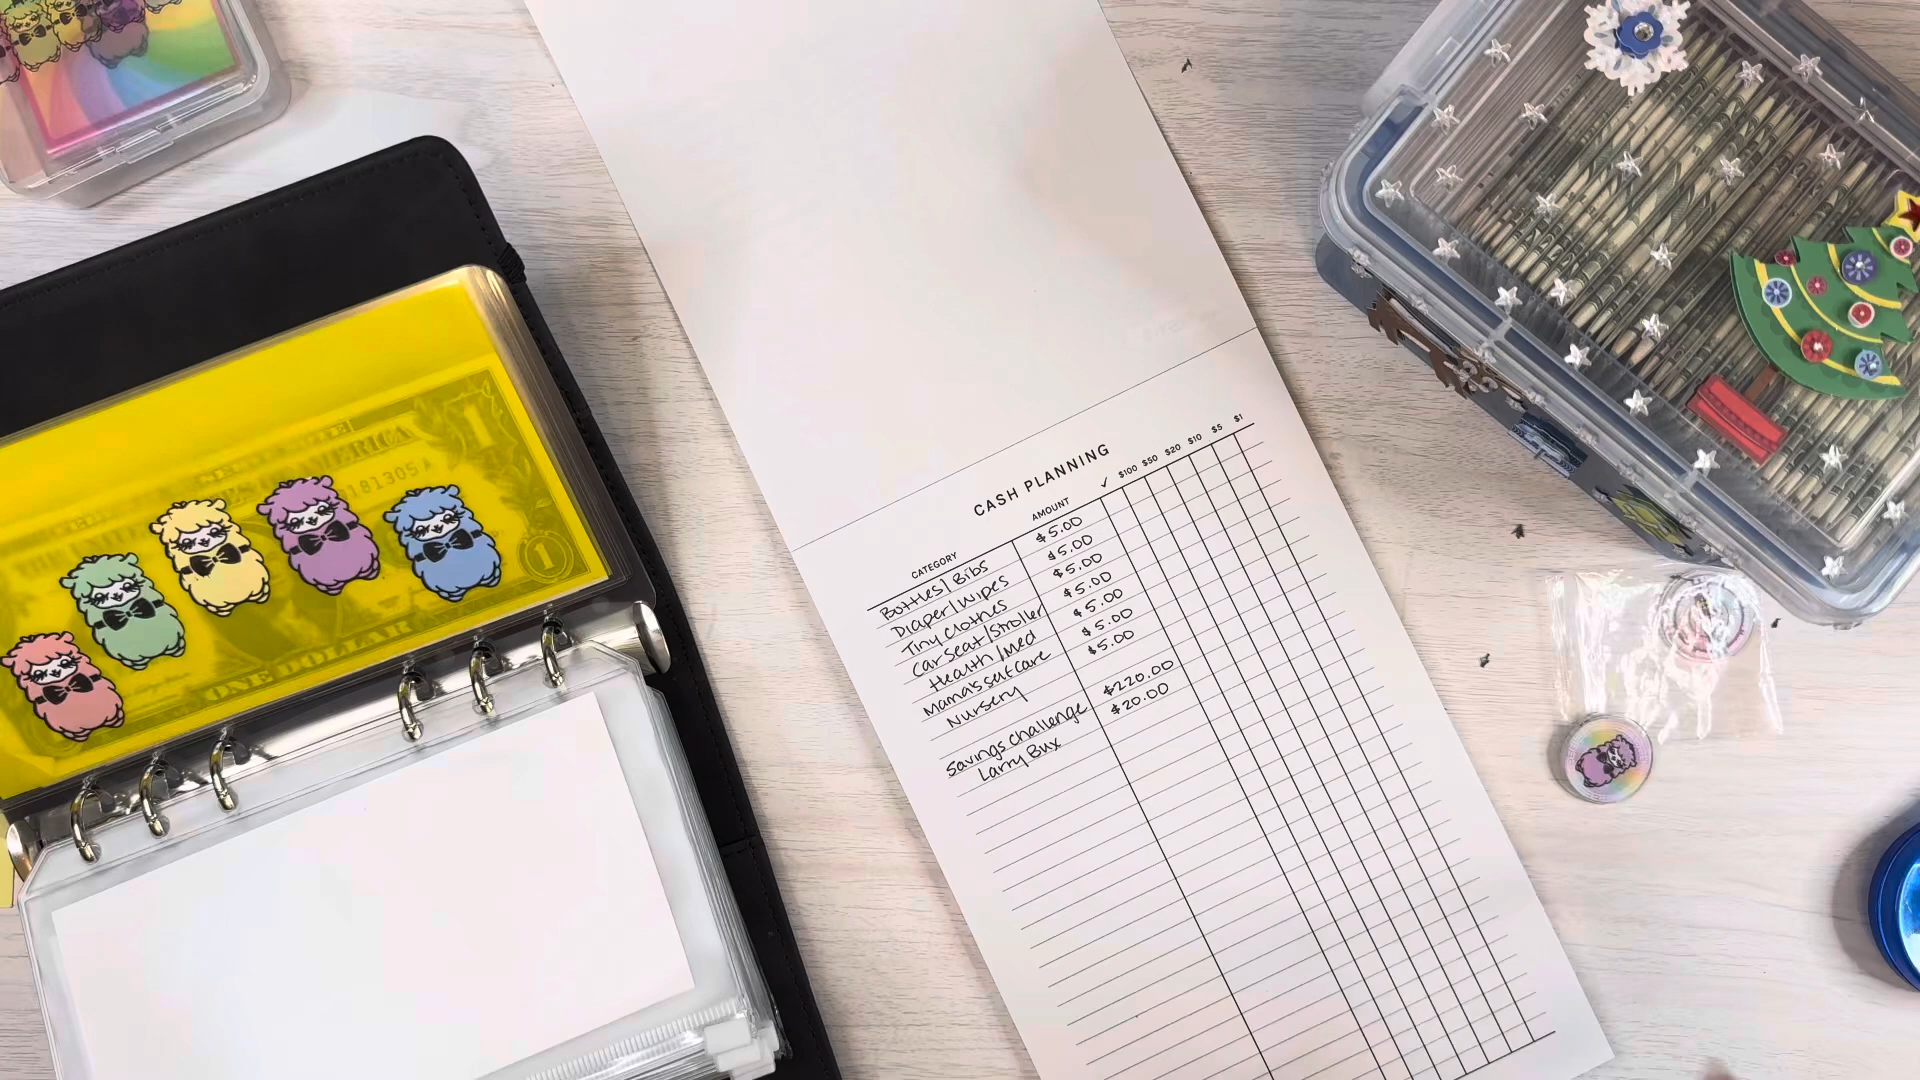 CASH PLANNING
CATEGORY AMOUNT ✓ $100 $50 $20 $10 $5 $1
Bottles/Bibs $5.00
Diaper/Wipes $5.00
Tiny Clothes $5.00
Car Seat/Stroller $5.00
Health/Med $5.00
Mama's self care $5.00
Nursery $5.00
Savings Challenge $220.00
Larry Bux $20.00
AMERICA
1
ONE DOLLAR
1